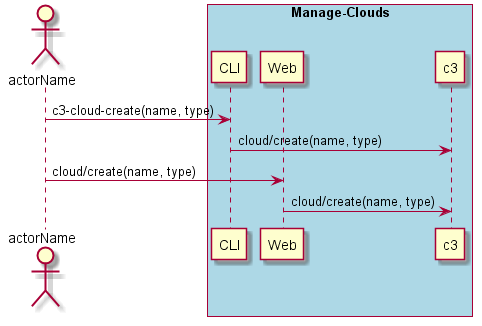 Manage-Clouds
actorName
CLI
Web
c3
c3-cloud-create(name, type)
cloud/create(name, type)
cloud/create(name, type)
cloud/create(name, type)
actorName
CLI
Web
c3